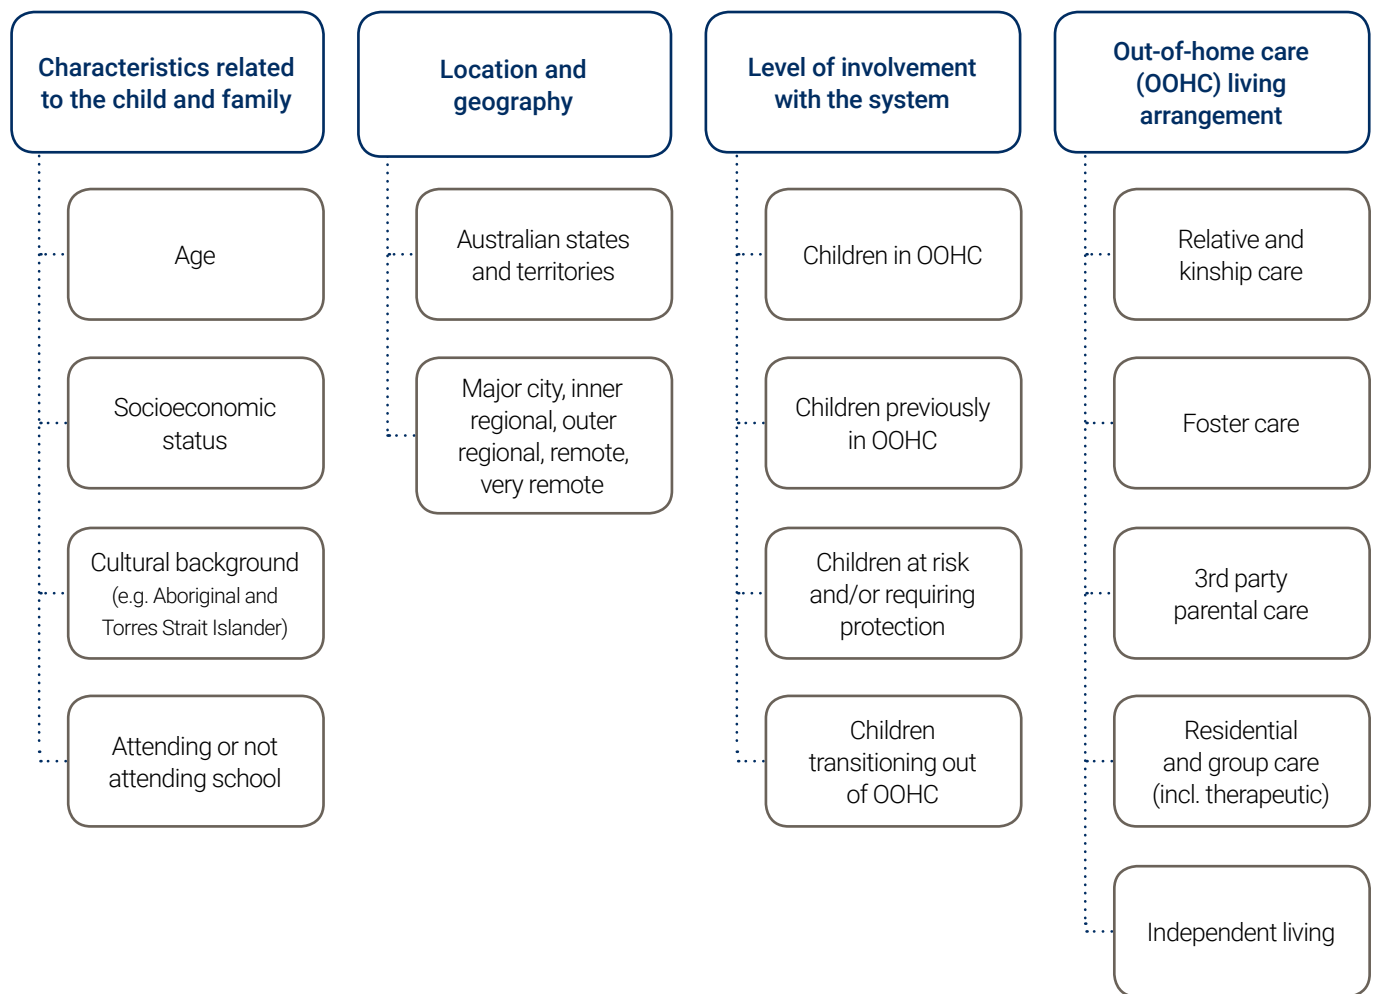 Characteristics related
to the child and family
Age
Socioeconomic
status
Cultural background
(e.g. Aboriginal and
Torres Strait Islander)
Attending or not
attending school
Location and
geography
Australian states
and territories
Major city, inner
regional, outer
regional, remote,
very remote
Level of involvement
with the system
Children in OOHC
Children previously
in OOHC
Children at risk
and/or requiring
protection
Children
transitioning out
of OOHC
Out-of-home care
(OOHC) living
arrangement
Relative and
kinship care
Foster care
3rd party
parental care
Residential
and group care
(incl. therapeutic)
Independent living